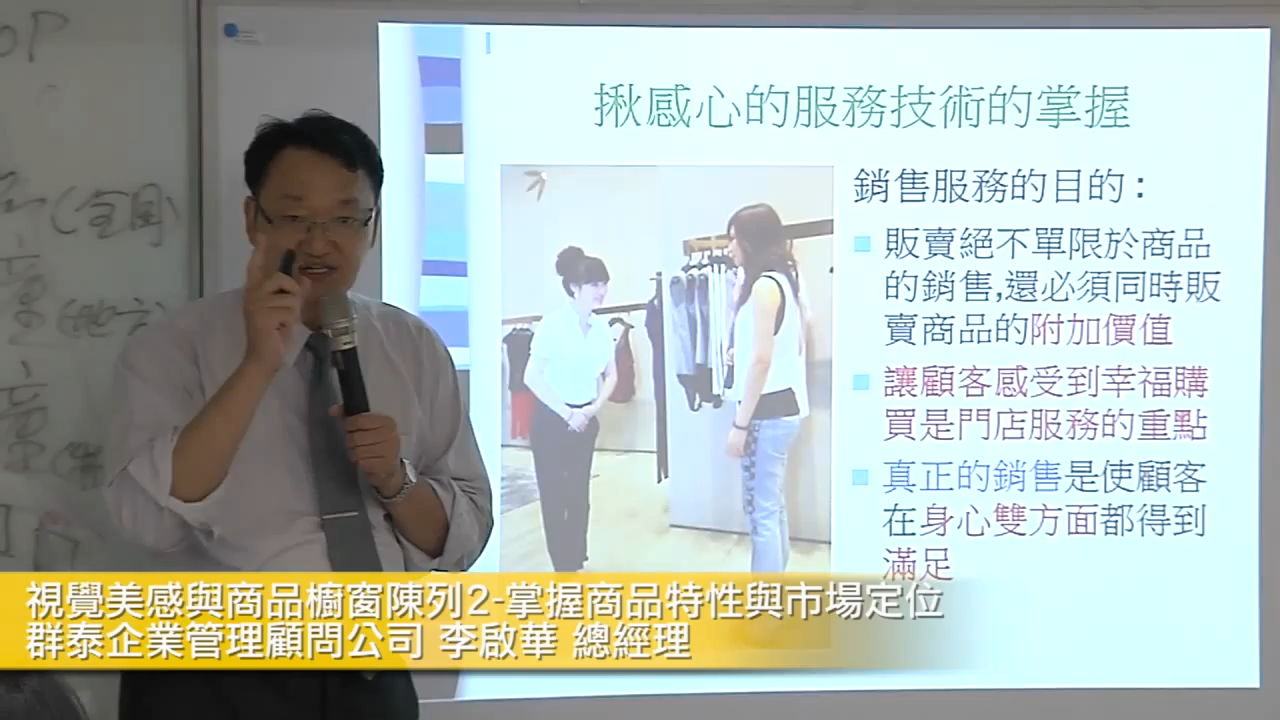 (全国)
(地方)
揪感心的服務技術的掌握
銷售服務的目的：
販賣絕不單限於商品
的銷售,還必須同時販
賣商品的附加價值
讓顧客感受到幸福購
買是門店服務的重點
真正的銷售是使顧客
在身心雙方面都得到
滿足
視覺美感與商品櫥窗陳列2-掌握商品特性與市場定位
群泰企業管理顧問公司 李啟華 總經理